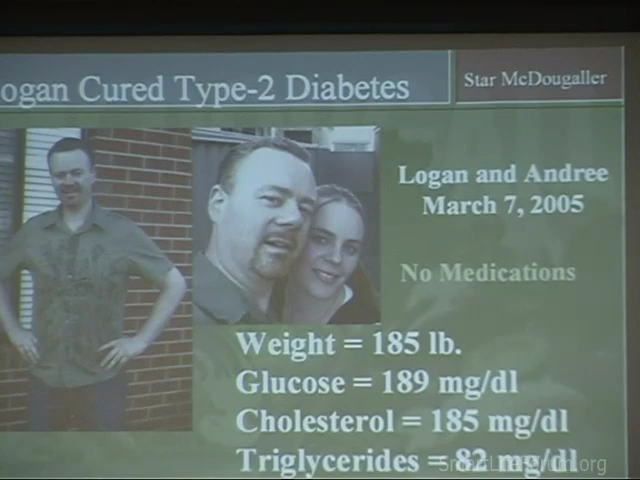 ogan Cured Type-2 Diabetes
Star McDougaller
Logan and Andree
March 7, 2005
No Medications
Weight = 185 lb.
Glucose = 189 mg/dl
Cholesterol = 185 mg/dl
Triglycerides = 82 mg/dl